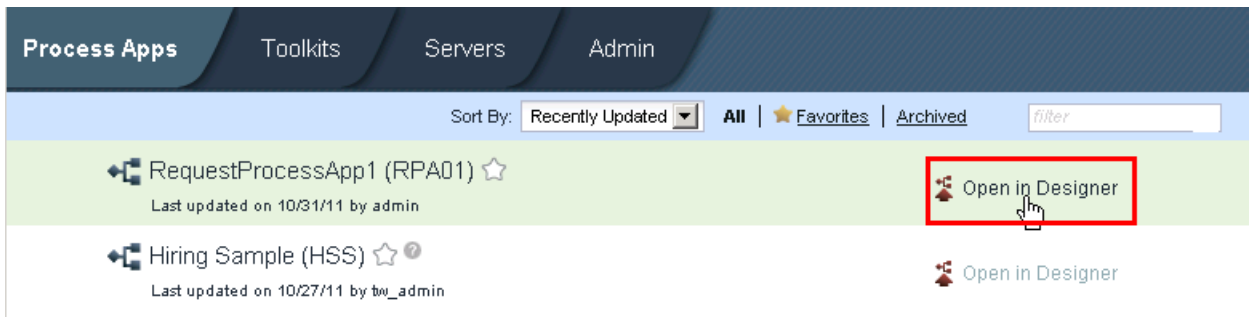 Process Apps Toolkits Servers Admin
Sort By: Recently Updated All | Favorites | Archived filter
RequestProcessApp1 (RPA01) Open in Designer
Last updated on 10/31/11 by admin
Hiring Sample (HSS) ? Open in Designer
Last updated on 10/27/11 by tw_admin